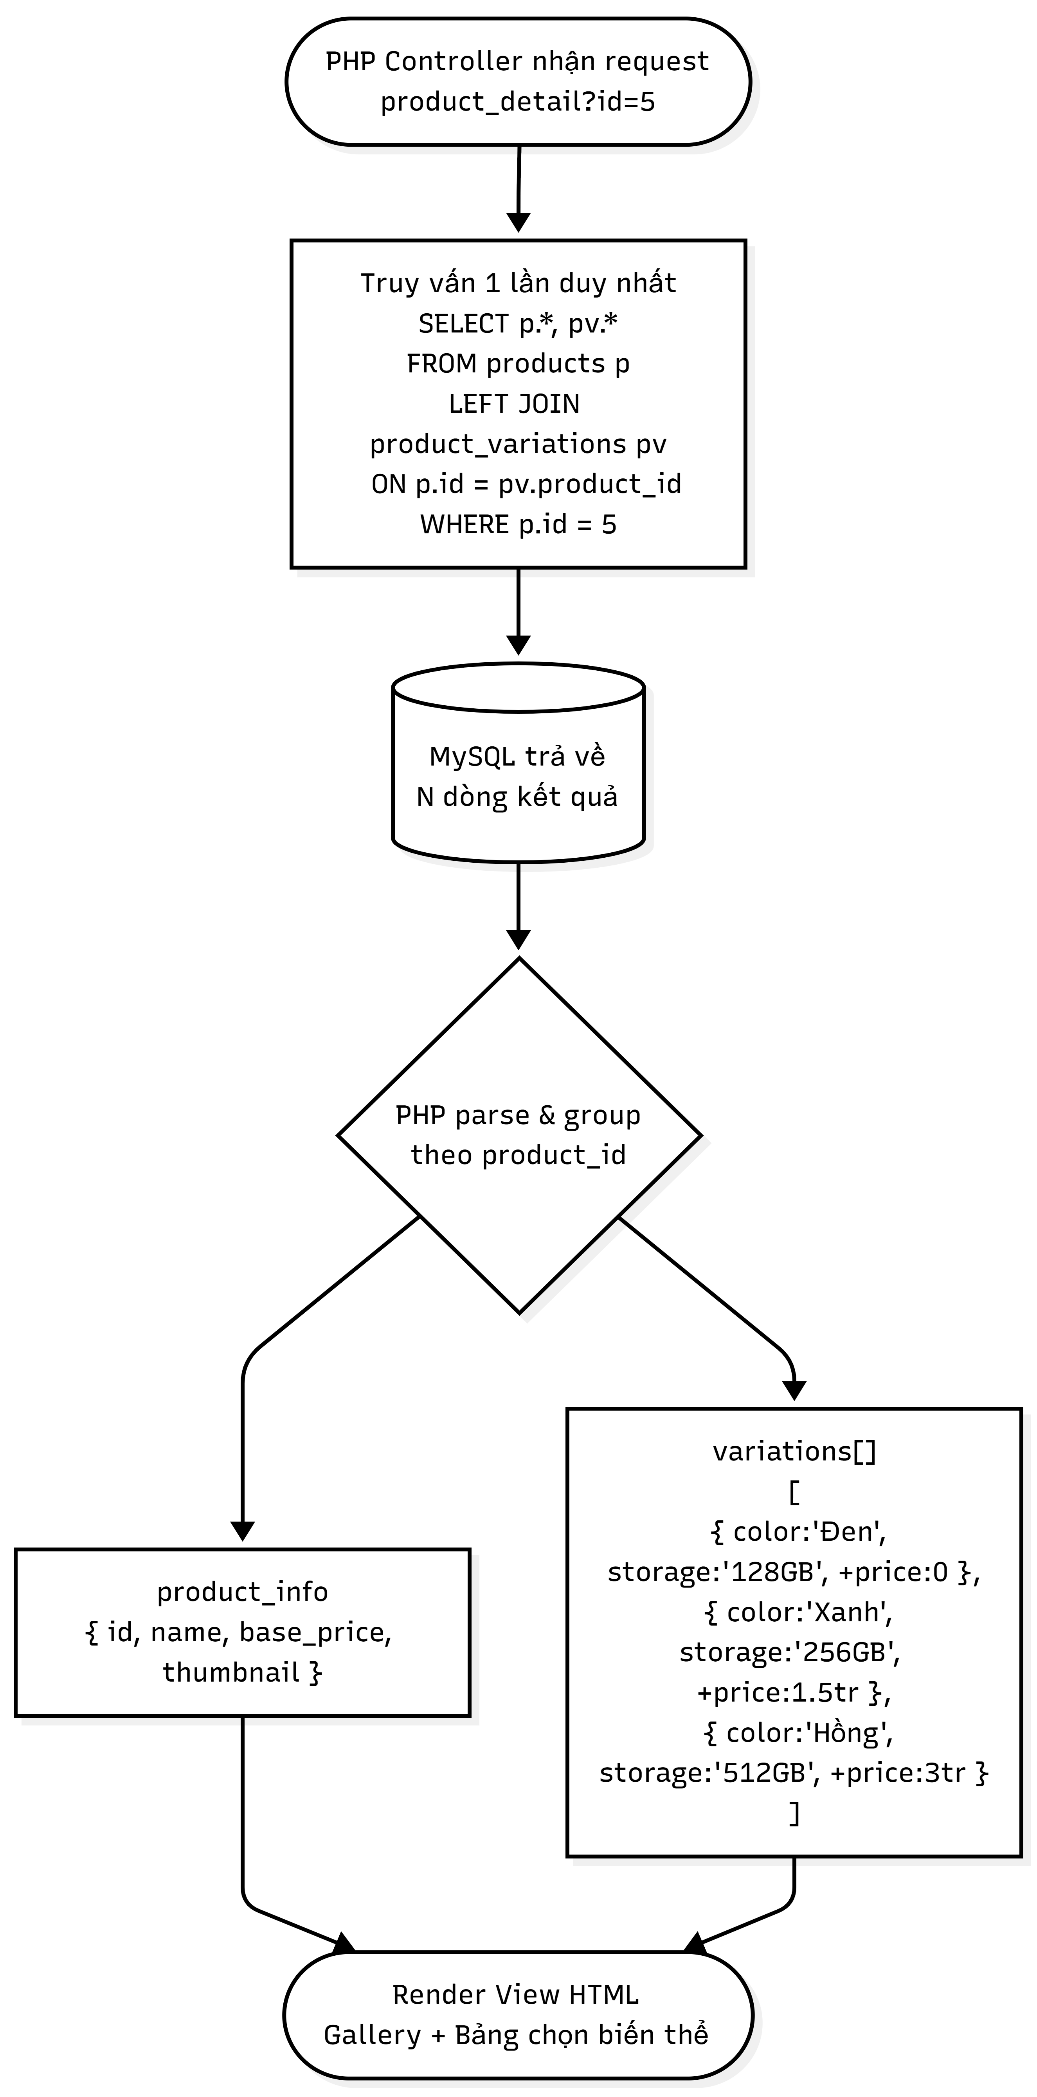 PHP Controller nhận request
product_detail?id=5
Truy vấn 1 lần duy nhất
SELECT p.*, pv.*
FROM products p
LEFT JOIN
product_variations pv
ON p.id = pv.product_id
WHERE p.id = 5
MySQL trả về
N dòng kết quả
PHP parse & group
theo product_id
product_info
{ id, name, base_price,
thumbnail }
variations[]
[
{ color:'Đen',
storage:'128GB', +price:0 },
{ color:'Xanh',
storage:'256GB',
+price:1.5tr },
{ color:'Hồng',
storage:'512GB', +price:3tr }
]
Render View HTML
Gallery + Bảng chọn biến thể